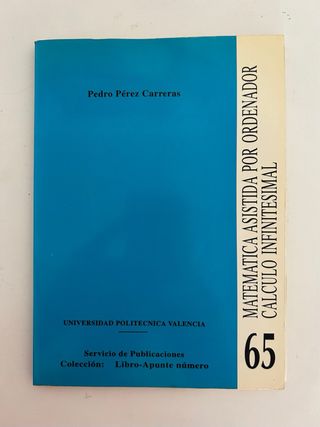 Pedro Pérez Carreras
MATEMATICA ASISTIDA POR ORDENADOR
CALCULO INFINITESIMAL
UNIVERSIDAD POLITECNICA VALENCIA
Servicio de Publicaciones
Colección: Libro-Apunte número
65